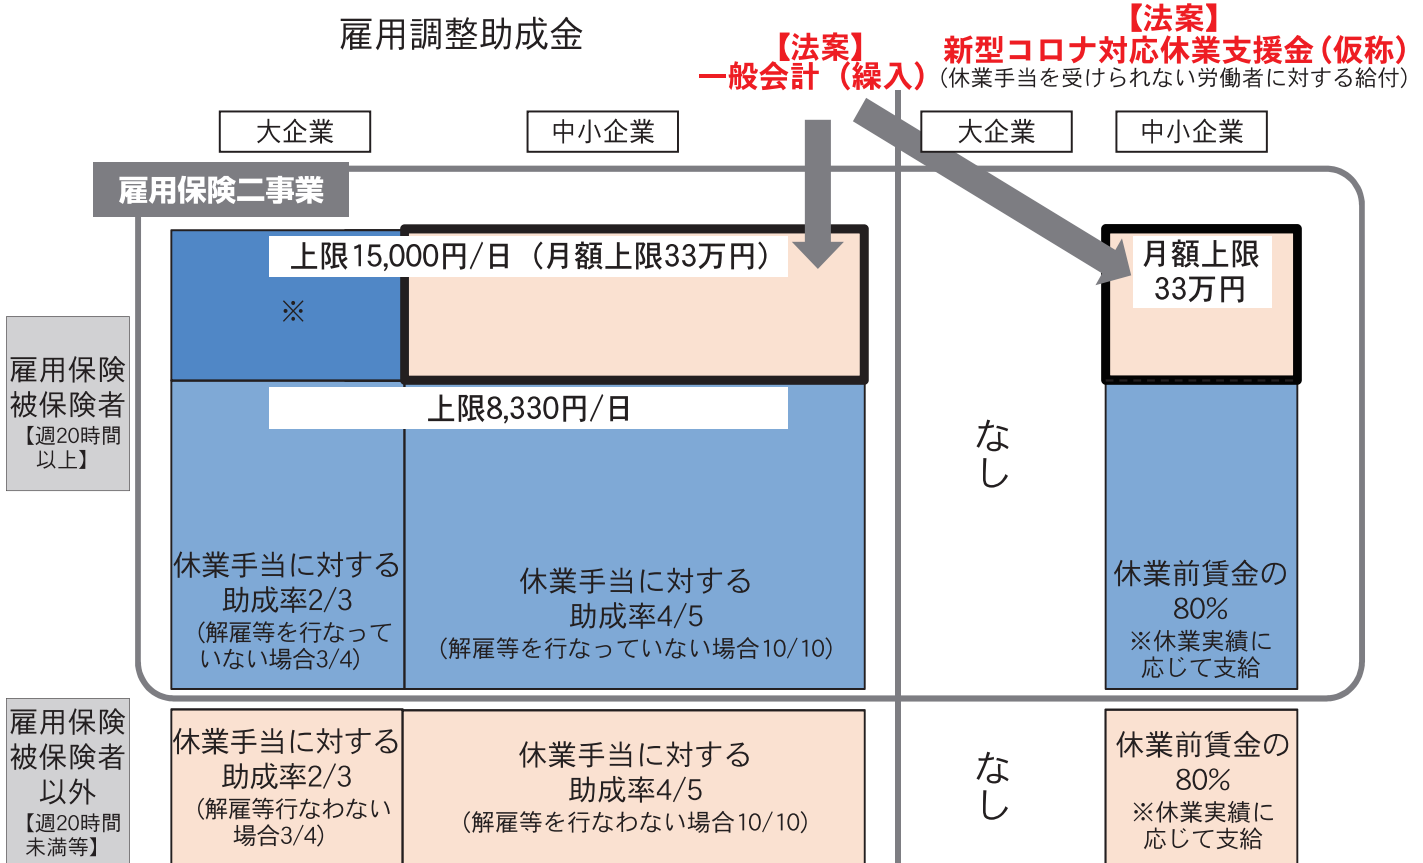 雇用調整助成金
【法案】
一般会計（繰入）
【法案】
新型コロナ対応休業支援金（仮称）
（休業手当を受けられない労働者に対する給付）
大企業
中小企業
大企業
中小企業
雇用保険二事業
上限15,000円/日（月額上限33万円）
※
月額上限
33万円
雇用保険
被保険者
【週20時間
以上】
上限8,330円/日
なし
休業手当に対する
助成率2/3
（解雇等を行なって
いない場合3/4）
休業手当に対する
助成率4/5
（解雇等を行なっていない場合10/10）
休業前賃金の
80%
※休業実績に
応じて支給
雇用保険
被保険者
以外
【週20時間
未満等】
休業手当に対する
助成率2/3
（解雇等行なわない
場合3/4）
休業手当に対する
助成率4/5
（解雇等を行なわない場合10/10）
なし
休業前賃金の
80%
※休業実績に
応じて支給